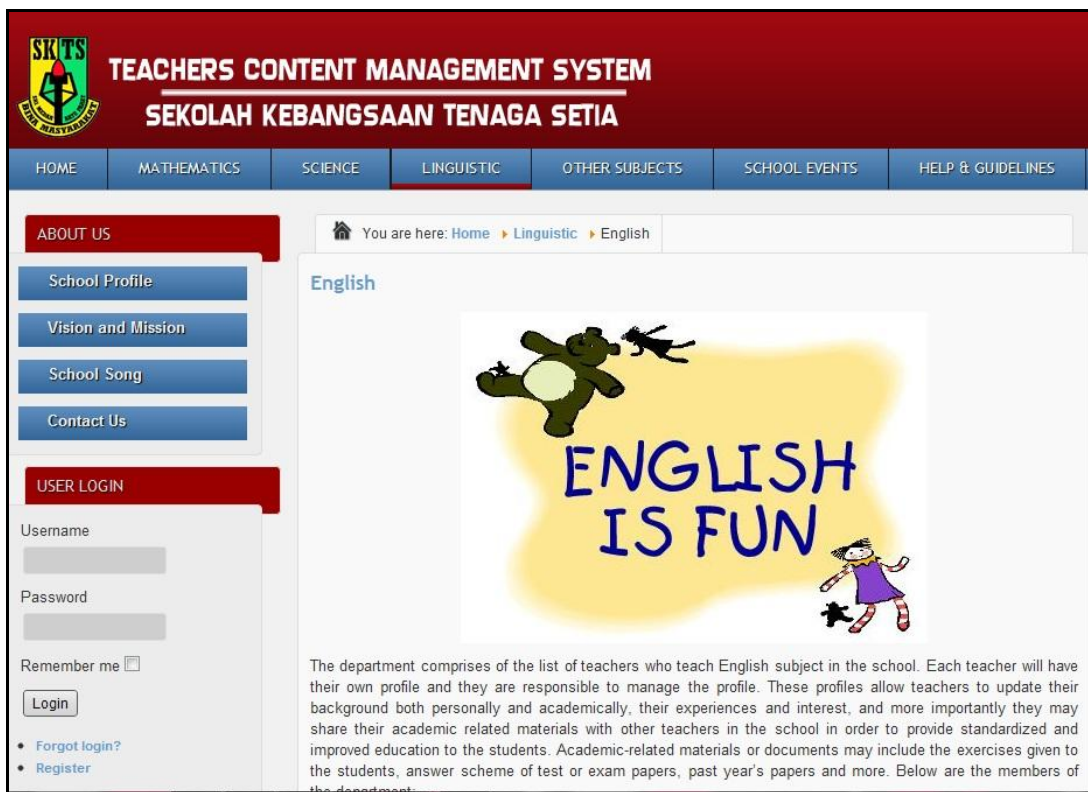 SK TS
BINA MASYARAKAT
TEACHERS CONTENT MANAGEMENT SYSTEM
SEKOLAH KEBANGSAAN TENAGA SETIA
HOME
MATHEMATICS
SCIENCE
LINGUISTIC
OTHER SUBJECTS
SCHOOL EVENTS
HELP & GUIDELINES
ABOUT US
School Profile
Vision and Mission
School Song
Contact Us
USER LOGIN
Username
Password
Remember me
Login
Forgot login?
Register
You are here: Home Linguistic English
English
ENGLISH
IS FUN
The department comprises of the list of teachers who teach English subject in the school. Each teacher will have
their own profile and they are responsible to manage the profile. These profiles allow teachers to update their
background both personally and academically, their experiences and interest, and more importantly they may
share their academic related materials with other teachers in the school in order to provide standardized and
improved education to the students. Academic-related materials or documents may include the exercises given to
the students, answer scheme of test or exam papers, past year's papers and more. Below are the members of
the department: